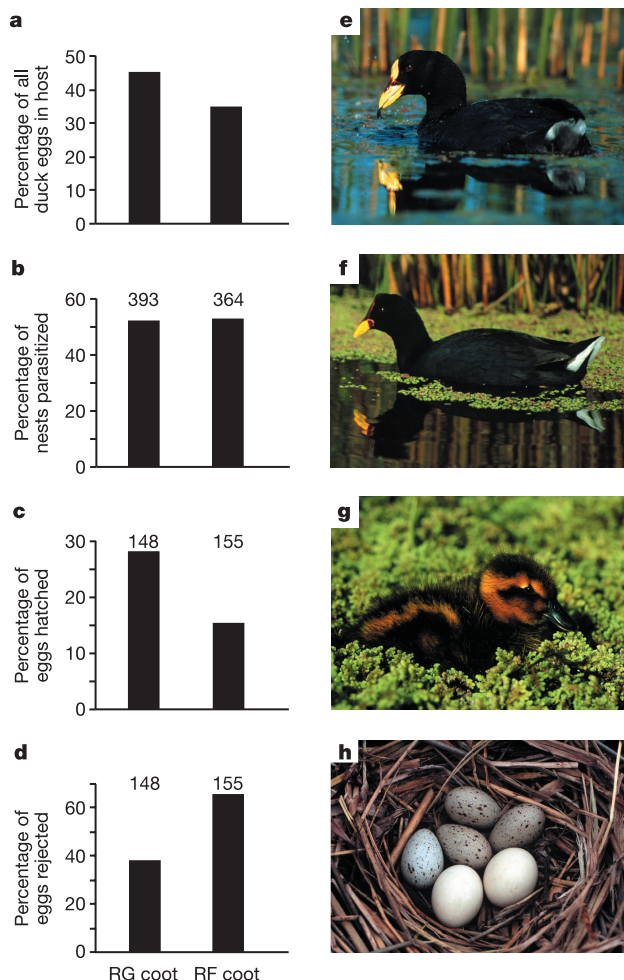 a
Percentage of all
duck eggs in host
50
40
30
20
10
0
b
Percentage of
nests parasitized
60
40
20
0
393
364
c
Percentage of
eggs hatched
30
20
10
0
148
155
d
Percentage of
eggs rejected
60
40
20
0
148
155
RG coot
RF coot
e
f
g
h